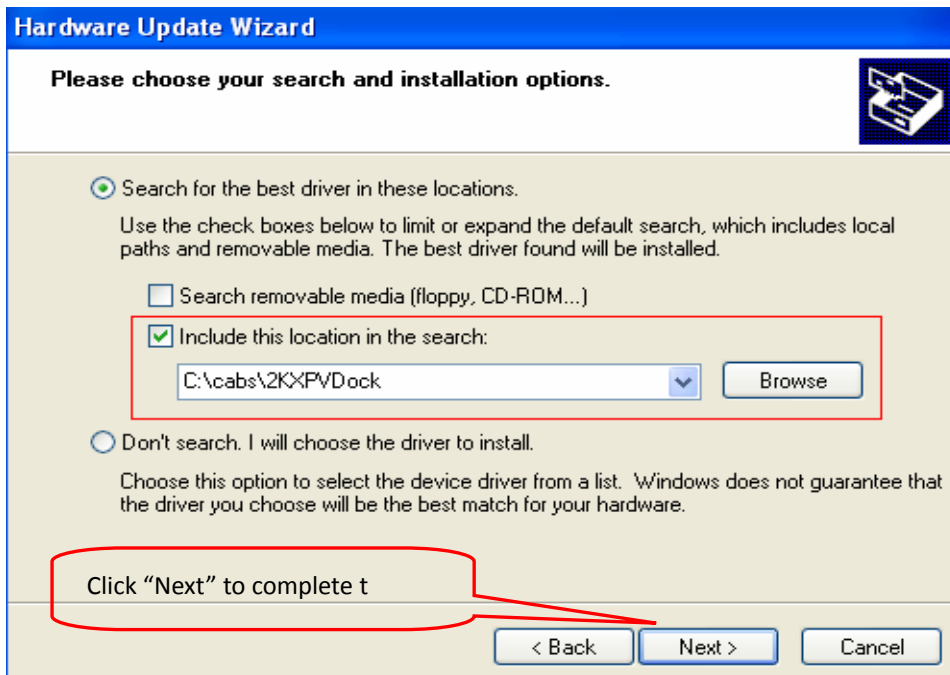 Hardware Update Wizard
Please choose your search and installation options.
Search for the best driver in these locations.
Use the check boxes below to limit or expand the default search, which includes local
paths and removable media. The best driver found will be installed.
Search removable media (floppy, CD-ROM...)
Include this location in the search:
C:\cabs\2KXPVDock
Browse
Don't search. I will choose the driver to install.
Choose this option to select the device driver from a list.  Windows does not guarantee that
the driver you choose will be the best match for your hardware.
Click “Next” to complete t
< Back
Next >
Cancel